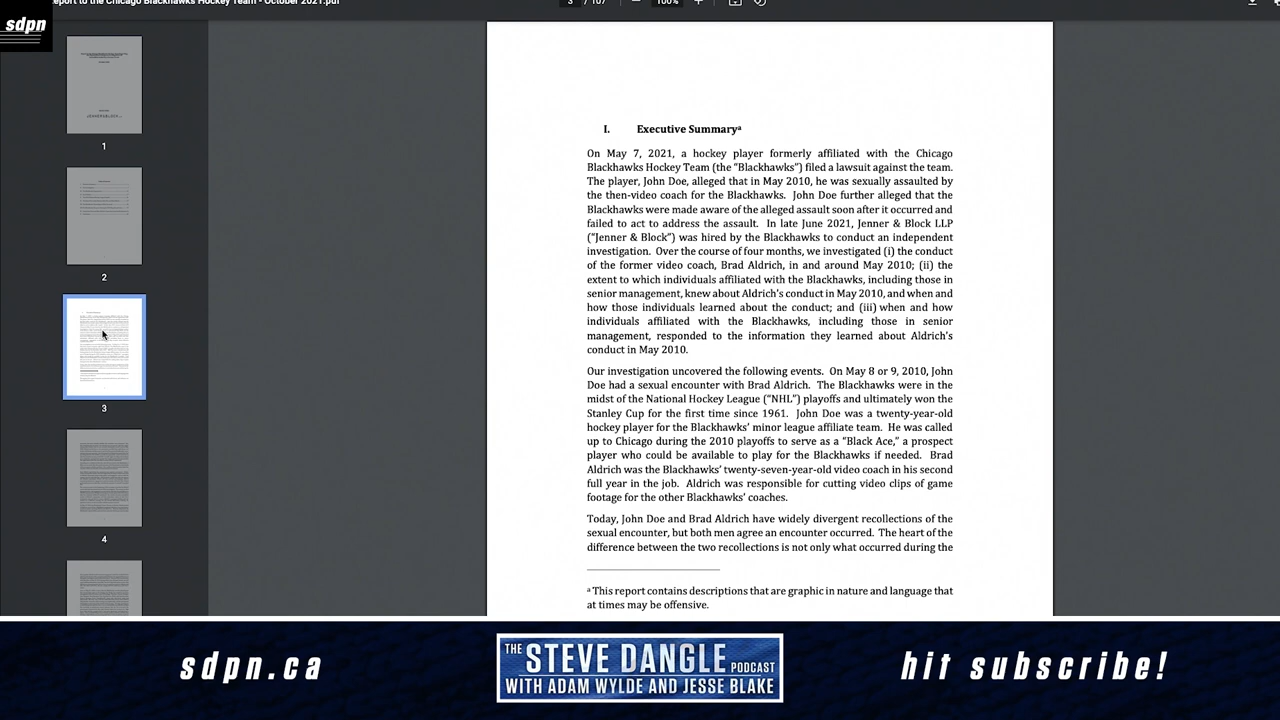 sdpn
eport to the Chicago Blackhawks Hockey Team - October 2021.pdf
3 / 107
100%
1
2
3
4
I. Executive Summaryᵃ
On May 7, 2021, a hockey player formerly affiliated with the Chicago
Blackhawks Hockey Team (the “Blackhawks”) filed a lawsuit against the team.
The player, John Doe, alleged that in May 2010, he was sexually assaulted by
the then-video coach for the Blackhawks. John Doe further alleged that the
Blackhawks were made aware of the alleged assault soon after it occurred and
failed to act to address the assault. In late June 2021, Jenner & Block LLP
(“Jenner & Block”) was hired by the Blackhawks to conduct an independent
investigation. Over the course of four months, we investigated (i) the conduct
of the former video coach, Brad Aldrich, in and around May 2010; (ii) the
extent to which individuals affiliated with the Blackhawks, including those in
senior management, knew about Aldrich’s conduct in May 2010, and when and
how those individuals learned about the conduct; and (iii) when and how
individuals affiliated with the Blackhawks, including those in senior
management, responded to the information they learned about Aldrich’s
conduct in May 2010.
Our investigation uncovered the following events. On May 8 or 9, 2010, John
Doe had a sexual encounter with Brad Aldrich. The Blackhawks were in the
midst of the National Hockey League (“NHL”) playoffs and ultimately won the
Stanley Cup for the first time since 1961. John Doe was a twenty-year-old
hockey player for the Blackhawks’ minor league affiliate team. He was called
up to Chicago during the 2010 playoffs to serve as a “Black Ace,” a prospect
player who could be available to play for the Blackhawks if needed. Brad
Aldrich was the Blackhawks’ twenty-seven-year-old video coach in his second
full year in the job. Aldrich was responsible for cutting video clips of game
footage for the other Blackhawks’ coaches.
Today, John Doe and Brad Aldrich have widely divergent recollections of the
sexual encounter, but both men agree an encounter occurred. The heart of the
difference between the two recollections is not only what occurred during the
ᵃ This report contains descriptions that are graphic in nature and language that
at times may be offensive.
sdpn.ca
THE
STEVE DANGLE
PODCAST
WITH ADAM WYLDE AND JESSE BLAKE
hit subscribe!